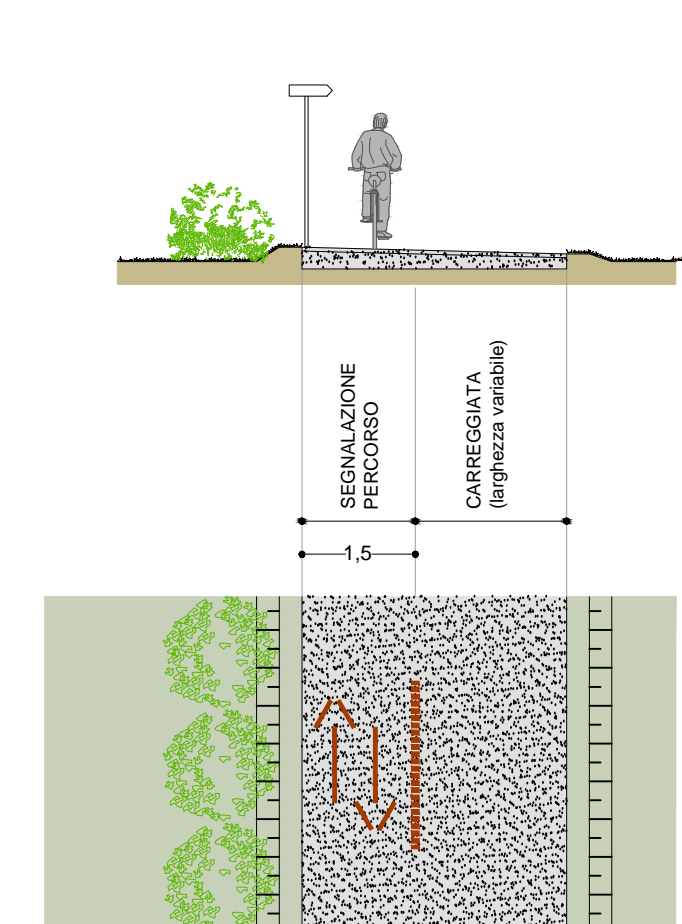 SEGNALAZIONE
PERCORSO
CARREGGIATA
(larghezza variabile)
1,5